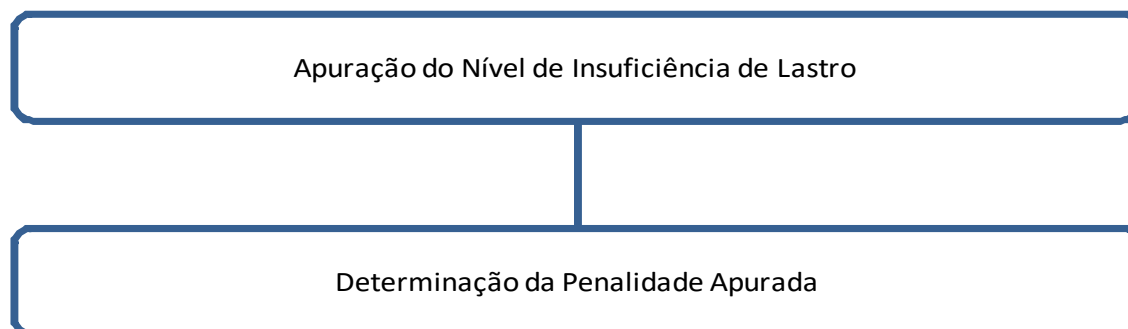 Apuração do Nível de Insuficiência de Lastro
Determinação da Penalidade Apurada